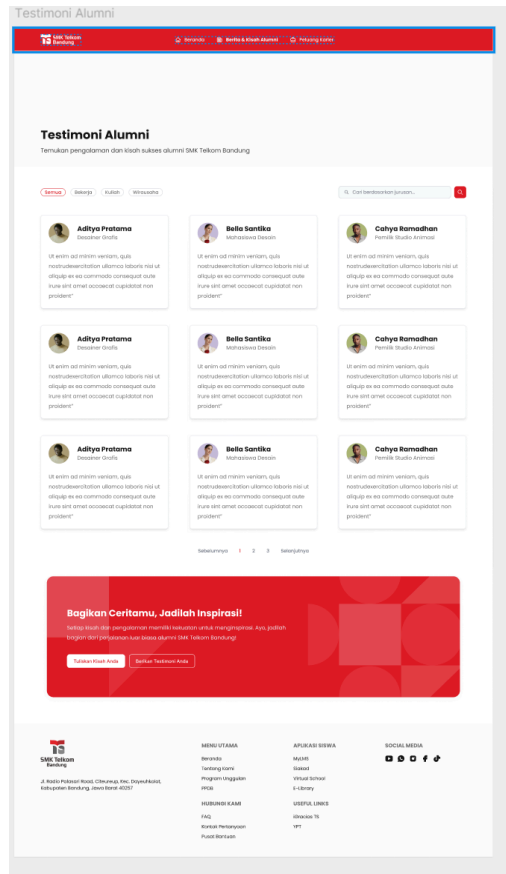 Testimoni Alumni
SMK Telkom
Bandung
Beranda
Berita & Kisah Alumni
Peluang Karier
Testimoni Alumni
Temukan pengalaman dan kisah sukses alumni SMK Telkom Bandung
Semua
Bekerja
Kuliah
Wirausaha
Cari berdasarkan jurusan..
Aditya Pratama
Desainer Grafis
Ut enim ad minim veniam, quis
nostrudexercitation ullamco laboris nisi ut
aliquip ex ea commodo consequat aute
irure sint amet occaecat cupidatat non
proident"
Bella Santika
Mahasiswa Desain
Ut enim ad minim veniam, quis
nostrudexercitation ullamco laboris nisi ut
aliquip ex ea commodo consequat aute
irure sint amet occaecat cupidatat non
proident"
Cahya Ramadhan
Pemilik Studio Animasi
Ut enim ad minim veniam, quis
nostrudexercitation ullamco laboris nisi ut
aliquip ex ea commodo consequat aute
irure sint amet occaecat cupidatat non
proident"
Aditya Pratama
Desainer Grafis
Ut enim ad minim veniam, quis
nostrudexercitation ullamco laboris nisi ut
aliquip ex ea commodo consequat aute
irure sint amet occaecat cupidatat non
proident"
Bella Santika
Mahasiswa Desain
Ut enim ad minim veniam, quis
nostrudexercitation ullamco laboris nisi ut
aliquip ex ea commodo consequat aute
irure sint amet occaecat cupidatat non
proident"
Cahya Ramadhan
Pemilik Studio Animasi
Ut enim ad minim veniam, quis
nostrudexercitation ullamco laboris nisi ut
aliquip ex ea commodo consequat aute
irure sint amet occaecat cupidatat non
proident"
Aditya Pratama
Desainer Grafis
Ut enim ad minim veniam, quis
nostrudexercitation ullamco laboris nisi ut
aliquip ex ea commodo consequat aute
irure sint amet occaecat cupidatat non
proident"
Bella Santika
Mahasiswa Desain
Ut enim ad minim veniam, quis
nostrudexercitation ullamco laboris nisi ut
aliquip ex ea commodo consequat aute
irure sint amet occaecat cupidatat non
proident"
Cahya Ramadhan
Pemilik Studio Animasi
Ut enim ad minim veniam, quis
nostrudexercitation ullamco laboris nisi ut
aliquip ex ea commodo consequat aute
irure sint amet occaecat cupidatat non
proident"
Sebelumnya 1 2 3 Selanjutnya
Bagikan Ceritamu, Jadilah Inspirasi!
Setiap kisah dan pengalaman memiliki kekuatan untuk menginspirasi. Ayo, jadilah
bagian dari perjalanan luar biasa alumni SMK Telkom Bandung!
Tuliskan Kisah Anda
Berikan Testimoni Anda
SMK Telkom
Bandung
Jl. Radio Palasari Road, Citeureup, Kec. Dayeuhkolot,
Kabupaten Bandung, Jawa Barat 40257
MENU UTAMA
Beranda
Tentang Kami
Program Unggulan
PPDB
HUBUNGI KAMI
FAQ
Kontak Pertanyaan
Pusat Bantuan
APLIKASI SISWA
MyLMS
Siakad
Virtual School
E-Library
USEFUL LINKS
iGracias TS
YPT
SOCIAL MEDIA